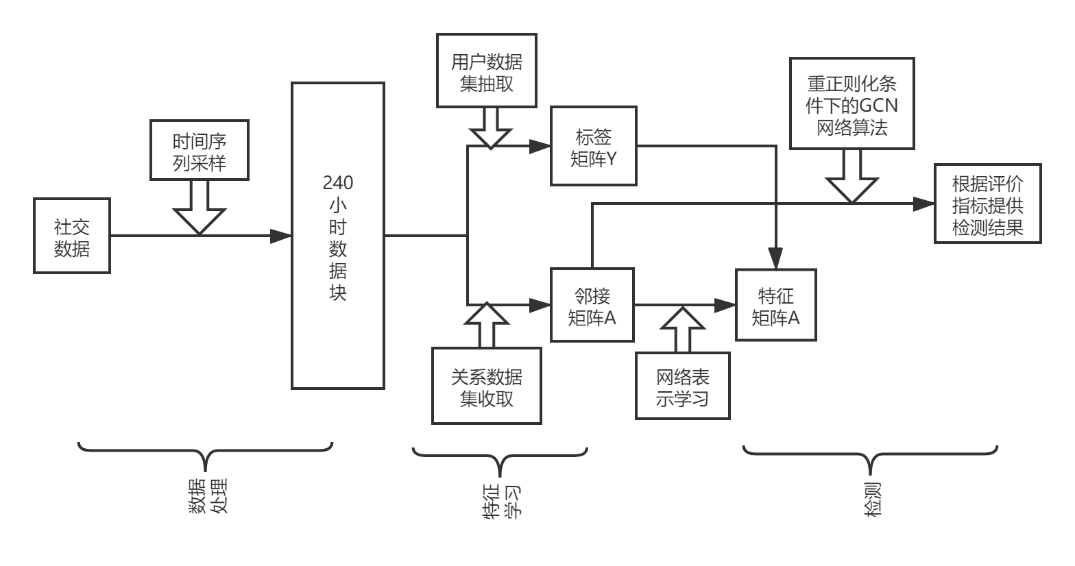 社交
数据
时间序
列采样
240
小
时
数
据
块
用户数据
集抽取
关系数据
集收取
标签
矩阵Y
邻接
矩阵A
网络表
示学习
特征
矩阵A
重正则化条
件下的GCN
网络算法
根据评价
指标提供
检测结果
数据
处理
特征
学习
检测